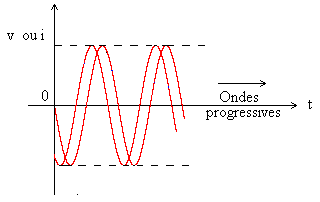 v ou i
0
Ondes
progressives
t